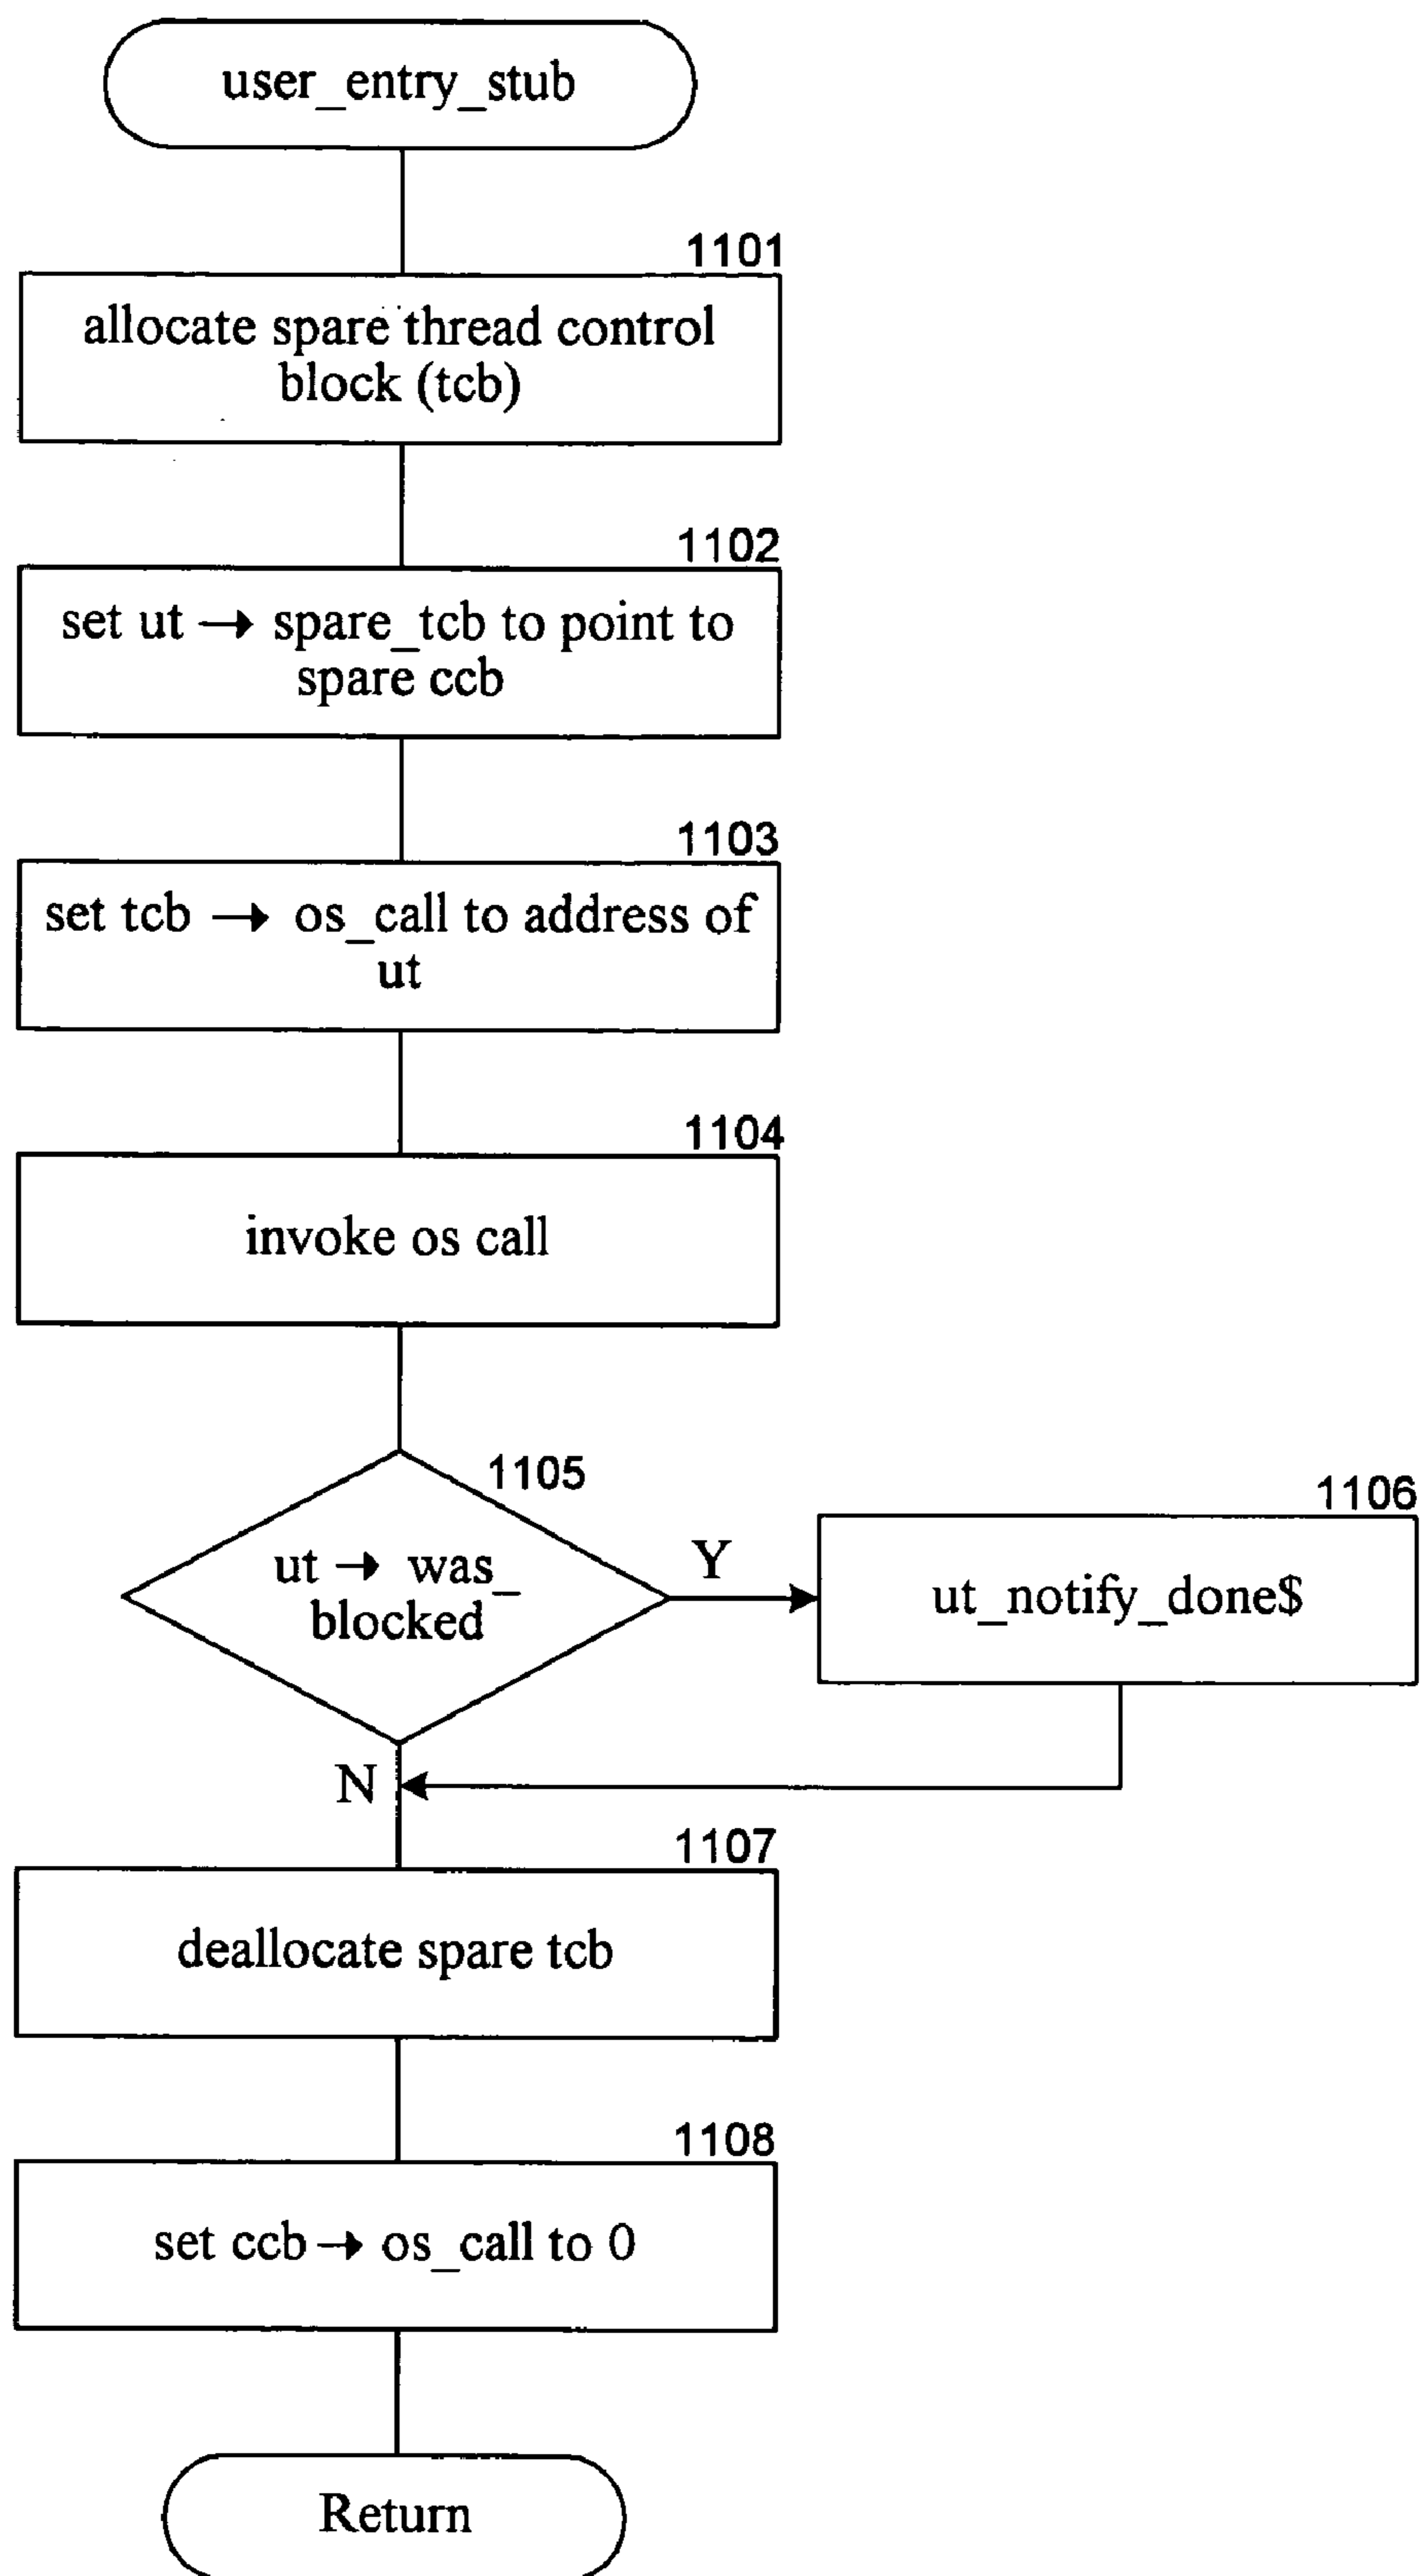 user_entry_stub
1101
allocate spare thread control
block (tcb)
1102
set ut → spare_tcb to point to
spare ccb
1103
set tcb → os_call to address of
ut
1104
invoke os call
1105
ut → was_
blocked
Y
1106
ut_notify_done$
N
1107
deallocate spare tcb
1108
set ccb → os_call to 0
Return